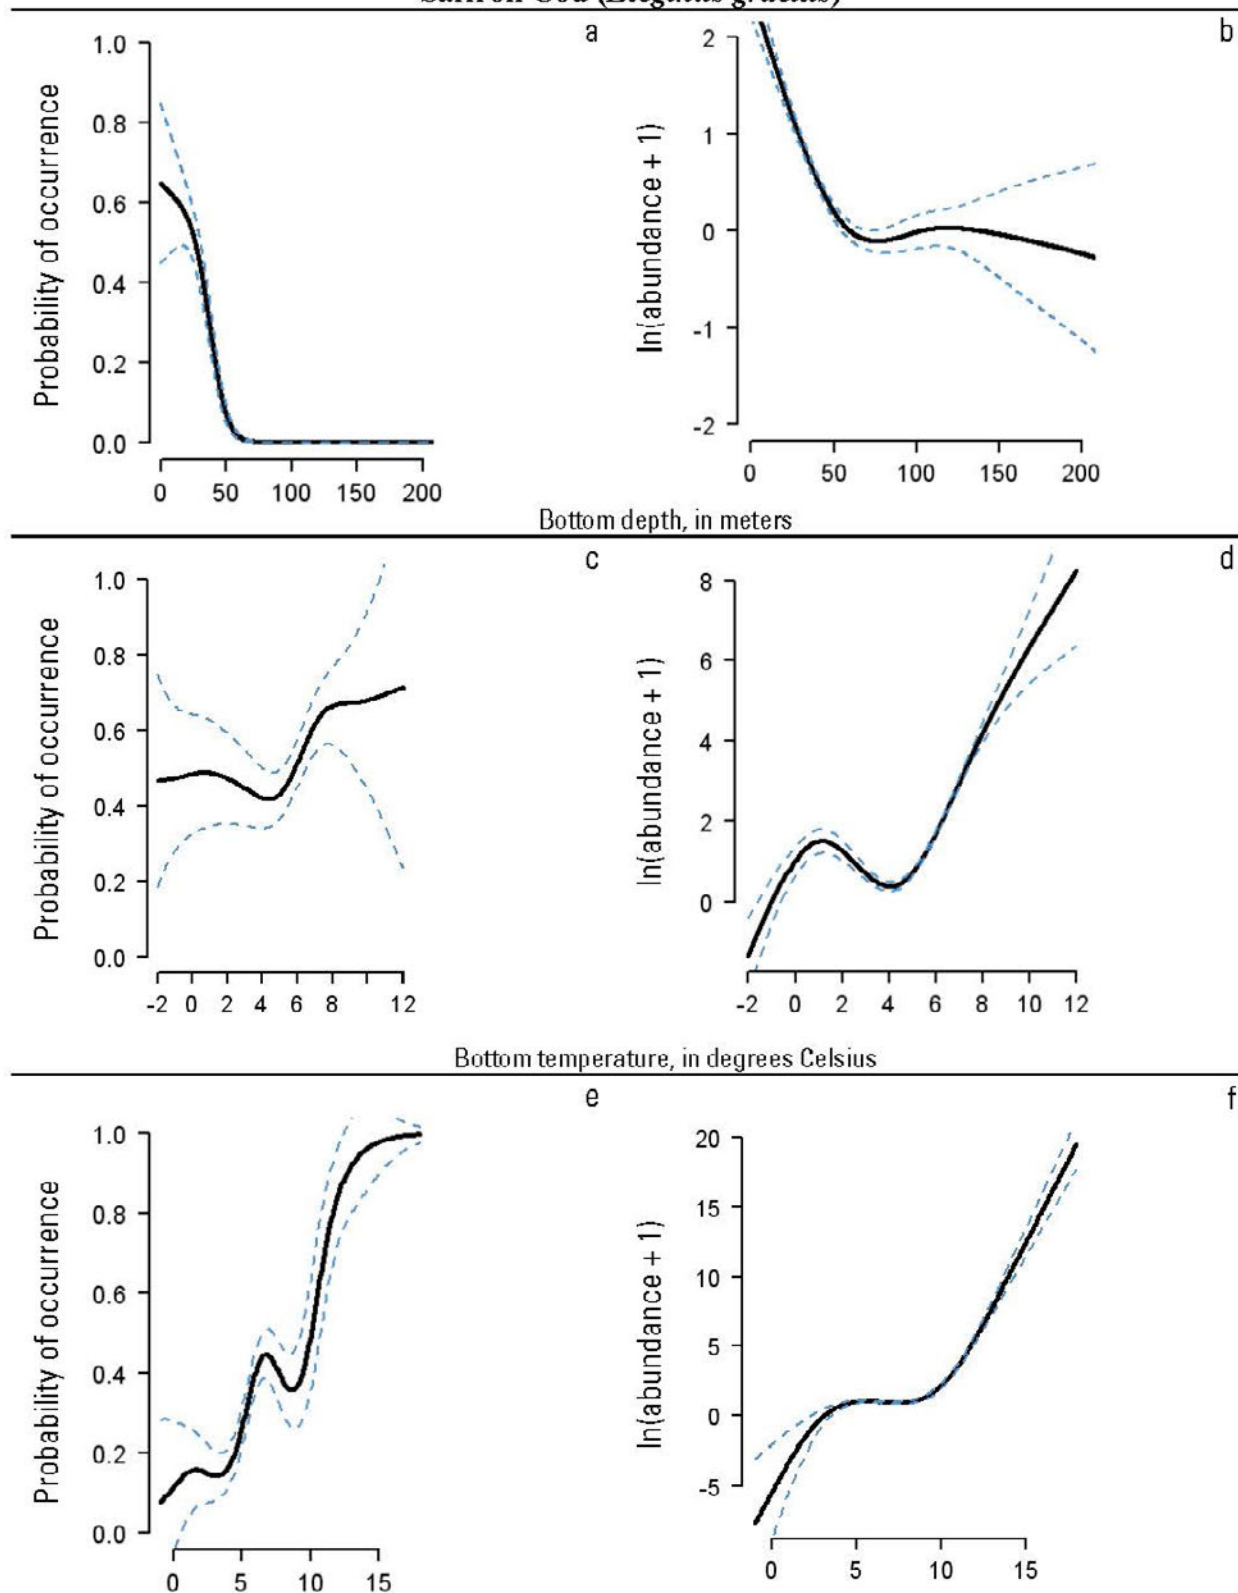 a
b
1.0
0.8
0.6
0.4
0.2
0.0
Probability of occurrence
0 50 100 150 200
2
1
0
-1
-2
ln(abundance + 1)
0 50 100 150 200
Bottom depth, in meters
c
d
1.0
0.8
0.6
0.4
0.2
0.0
Probability of occurrence
-2 0 2 4 6 8 12
8
6
4
2
0
ln(abundance + 1)
-2 0 2 4 6 8 10 12
Bottom temperature, in degrees Celsius
e
f
1.0
0.8
0.6
0.4
0.2
0.0
Probability of occurrence
0 5 10 15
20
15
10
5
0
-5
ln(abundance + 1)
0 5 10 15